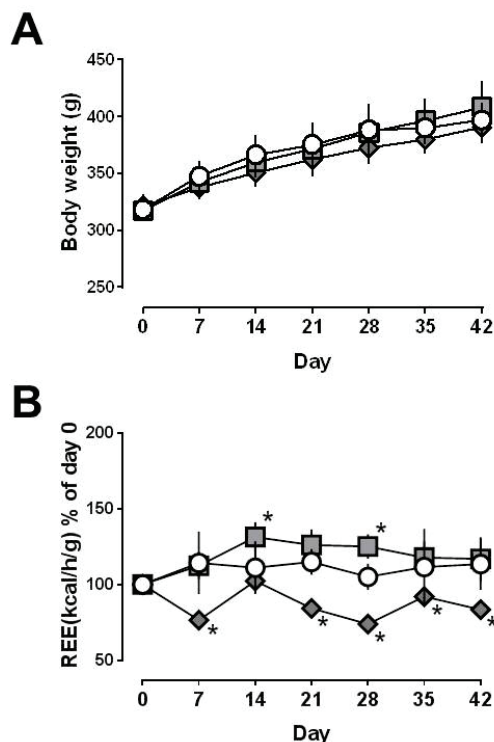 A
Body weight (g)
450
400
350
300
250
0 7 14 21 28 35 42
Day
B
REE(kcal/h/g) % of day 0
200
150
100
50
* * * * * * *
0 7 14 21 28 35 42
Day